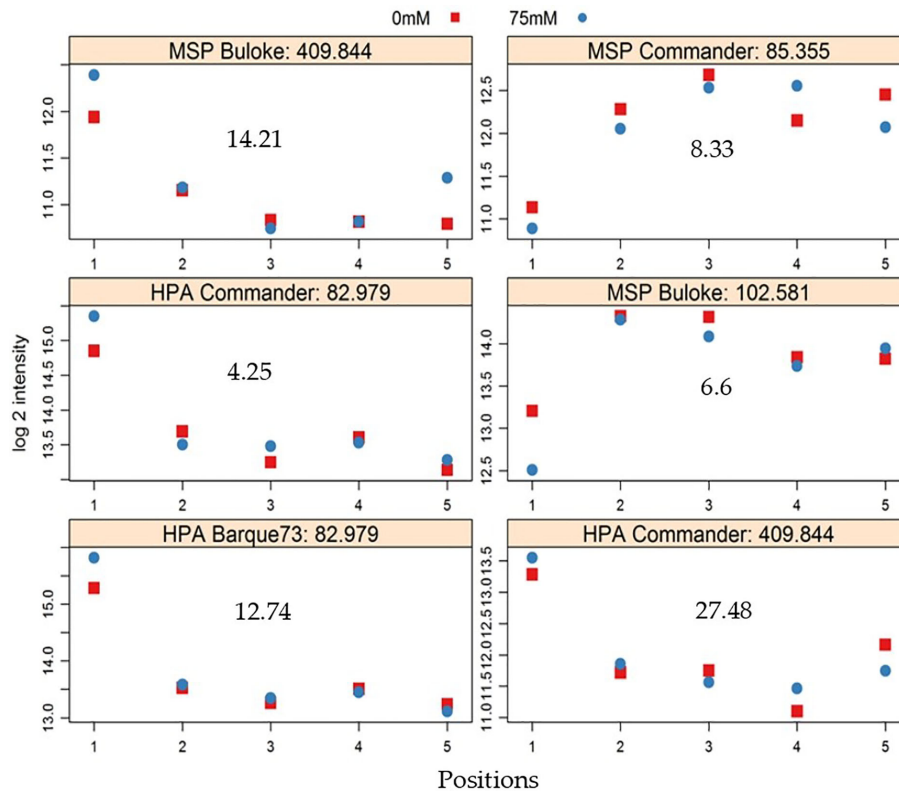 0mM 75mM
MSP Buloke: 409.844
MSP Commander: 85.355
12.0
11.5
11.0
14.21
1 2 3 4 5
12.5
12.0
11.5
11.0
8.33
1 2 3 4 5
HPA Commander: 82.979
MSP Buloke: 102.581
log 2 intensity
15.0
14.5
14.0
13.5
4.25
1 2 3 4 5
14.0
13.5
13.0
12.5
6.6
1 2 3 4 5
HPA Barque73: 82.979
HPA Commander: 409.844
15.0
14.0
13.0
12.74
1 2 3 4 5
13.5
13.0
12.5
12.0
11.5
11.0
27.48
1 2 3 4 5
Positions